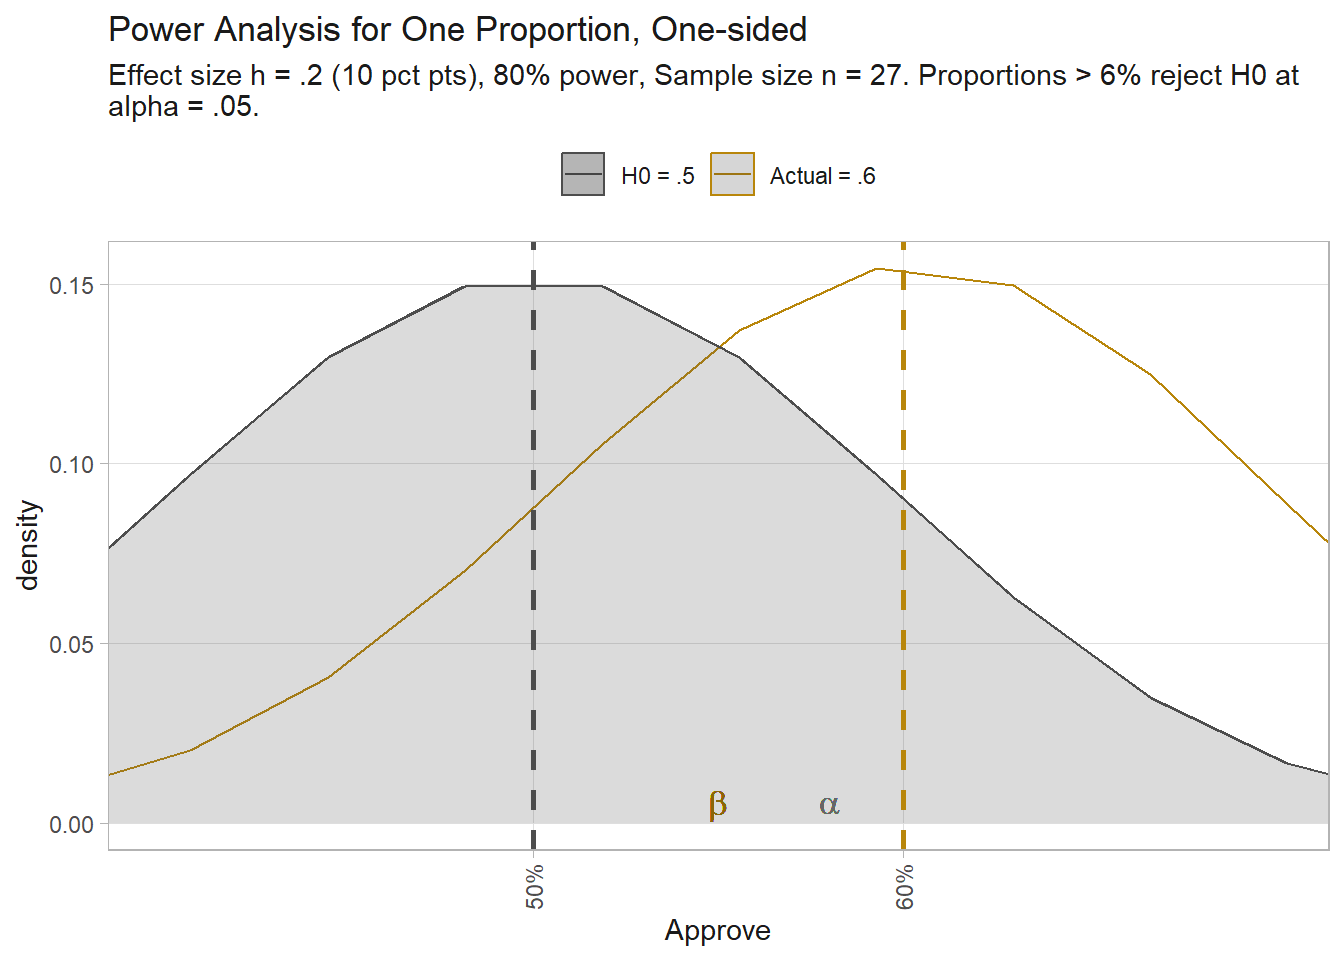 Power Analysis for One Proportion, One-sided
Effect size h = .2 (10 pct pts), 80% power, Sample size n = 27. Proportions > 6% reject H0 at
alpha = .05.
H0 = .5 Actual = .6
0.15
0.10
0.05
0.00
density
β α
50% 60%
Approve